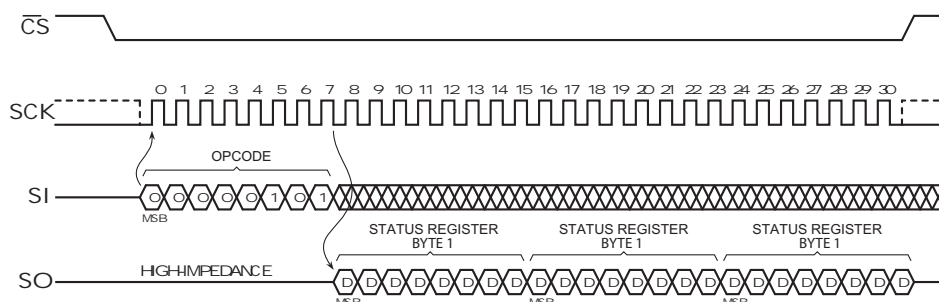 CS
0 1 2 3 4 5 6 7 8 9 10 11 12 13 14 15 16 17 18 19 20 21 22 23 24 25 26 27 28 29 30
SCK
OPCODE
SI 0 0 0 0 0 1 0 1
MSB
STATUS REGISTER BYTE 1
STATUS REGISTER BYTE 1
STATUS REGISTER BYTE 1
HIGH-IMPEDANCE
SO D D D D D D D D D D D D D D D D D D D D D D D D
MSB MSB MSB